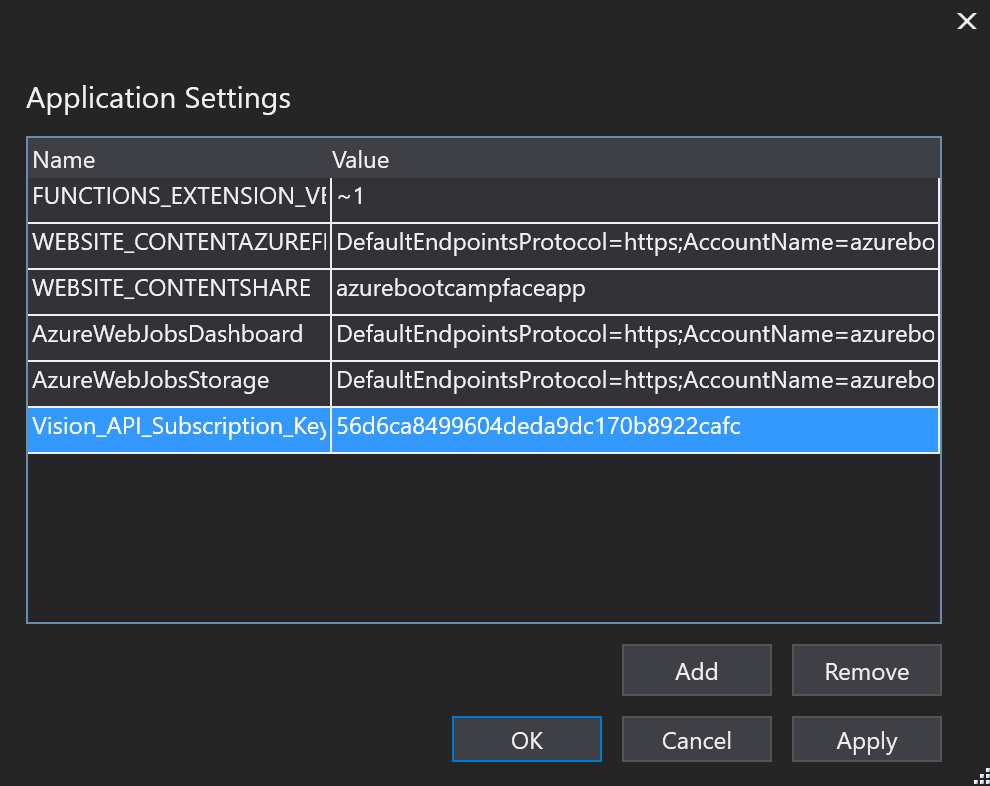 Application Settings
Name Value
FUNCTIONS_EXTENSION_VE ~1
WEBSITE_CONTENTAZUREFI DefaultEndpointsProtocol=https;AccountName=azurebo
WEBSITE_CONTENTSHARE azurebootcampfaceapp
AzureWebJobsDashboard DefaultEndpointsProtocol=https;AccountName=azurebo
AzureWebJobsStorage DefaultEndpointsProtocol=https;AccountName=azurebo
Vision_API_Subscription_Key 56d6ca8499604deda9dc170b8922cafc
Add Remove
OK Cancel Apply